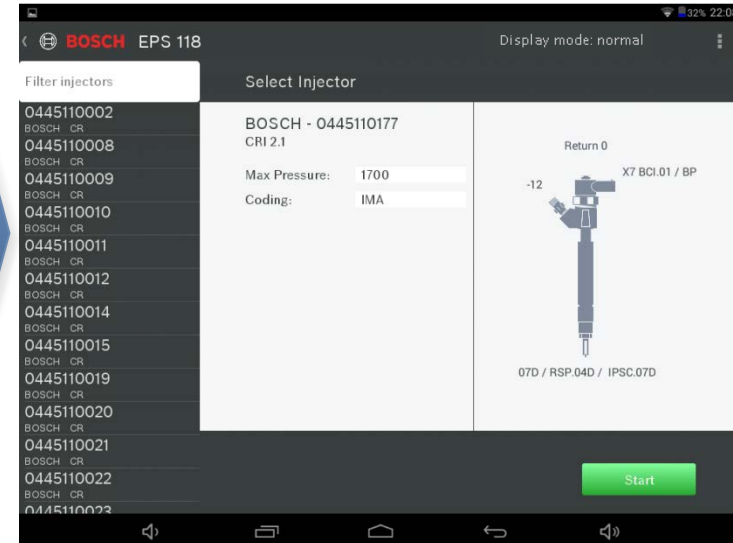 32% 22:0
BOSCH EPS 118
Display mode: normal
Filter injectors
Select Injector
0445110002
BOSCH CR
0445110008
BOSCH CR
0445110009
BOSCH CR
0445110010
BOSCH CR
0445110011
BOSCH CR
0445110012
BOSCH CR
0445110014
BOSCH CR
0445110015
BOSCH CR
0445110019
BOSCH CR
0445110020
BOSCH CR
0445110021
BOSCH CR
0445110022
BOSCH CR
0445110023
BOSCH - 0445110177
CRI 2.1
Max Pressure: 1700
Coding: IMA
Return 0
X7 BCI.01 / BP
-12
07D / RSP.04D / IPSC.07D
Start